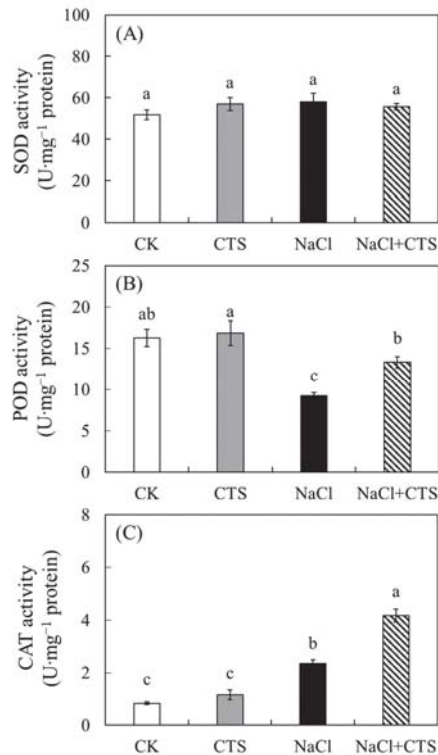 (A)
SOD activity
(U·mg⁻¹ protein)
100
80
60
40
20
0
a
a
a
a
CK
CTS
NaCl
NaCl+CTS
(B)
POD activity
(U·mg⁻¹ protein)
25
20
15
10
5
0
ab
a
c
b
CK
CTS
NaCl
NaCl+CTS
(C)
CAT activity
(U·mg⁻¹ protein)
8
6
4
2
0
c
c
b
a
CK
CTS
NaCl
NaCl+CTS